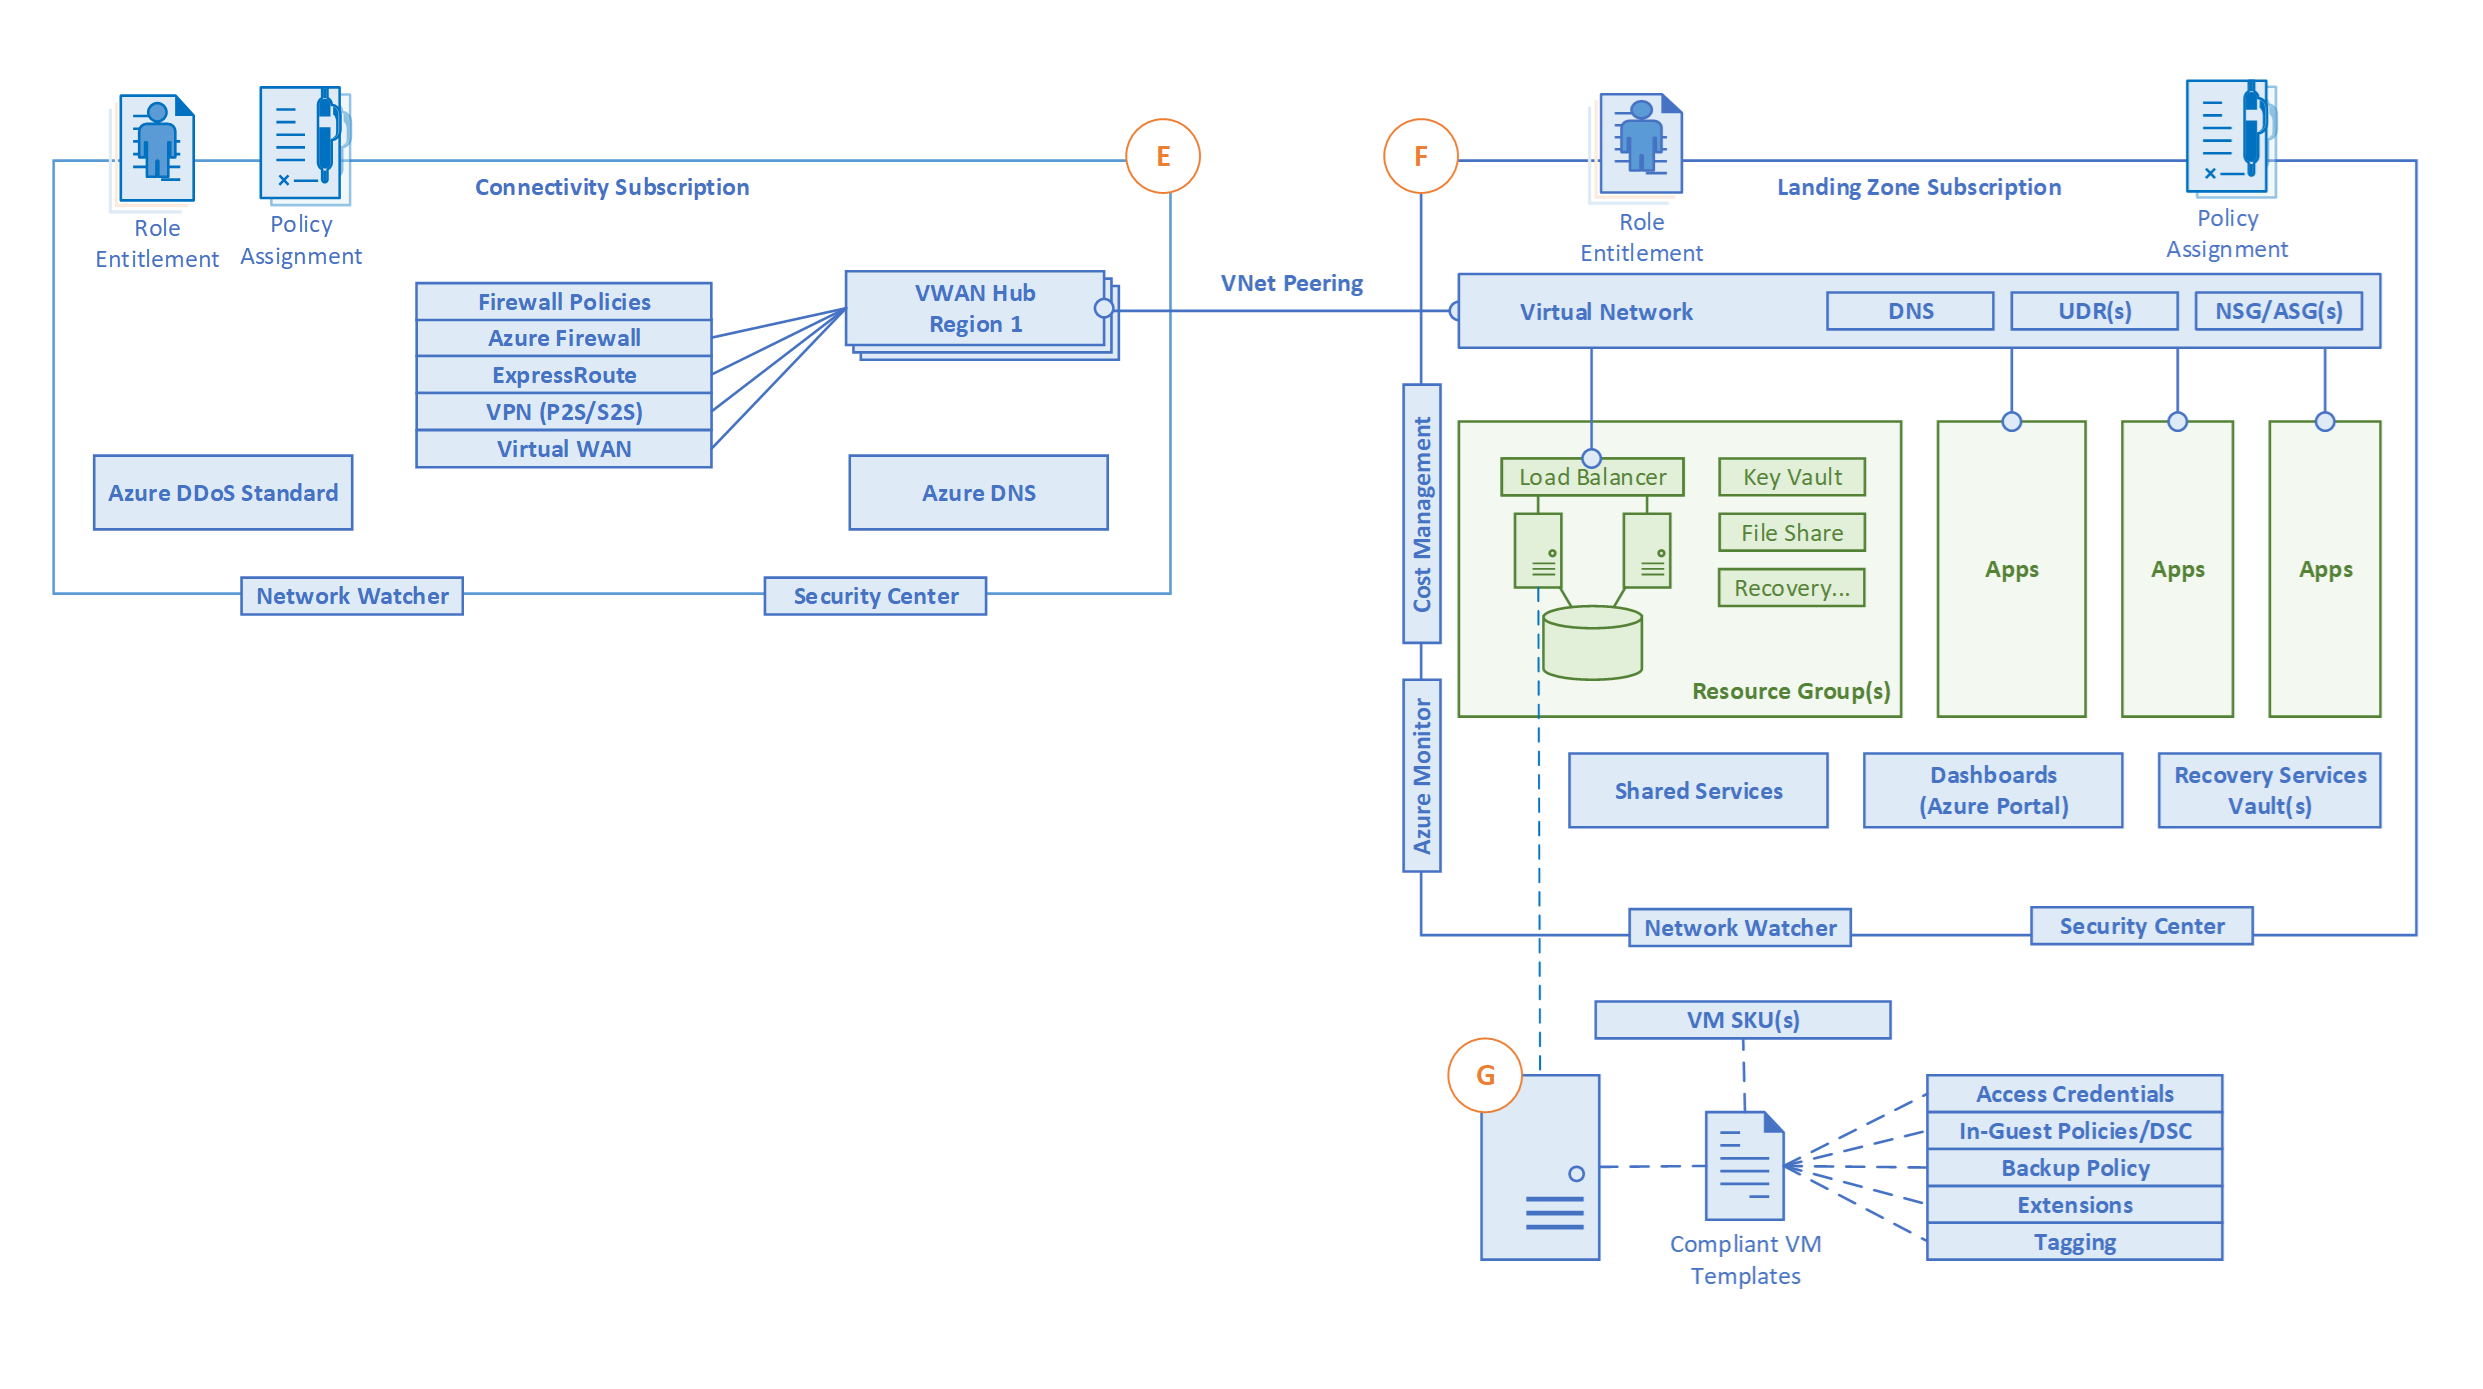 E
F
Connectivity Subscription
Landing Zone Subscription
Role
Entitlement
Policy
Assignment
Role
Entitlement
Policy
Assignment
Firewall Policies
Azure Firewall
ExpressRoute
VPN (P2S/S2S)
Virtual WAN
VWAN Hub
Region 1
VNet Peering
Azure DDoS Standard
Azure DNS
Network Watcher
Security Center
Virtual Network
DNS
UDR(s)
NSG/ASG(s)
Cost Management
Azure Monitor
Load Balancer
Key Vault
File Share
Recovery...
Resource Group(s)
Apps
Apps
Apps
Shared Services
Dashboards
(Azure Portal)
Recovery Services
Vault(s)
Network Watcher
Security Center
VM SKU(s)
G
Compliant VM
Templates
Access Credentials
In-Guest Policies/DSC
Backup Policy
Extensions
Tagging